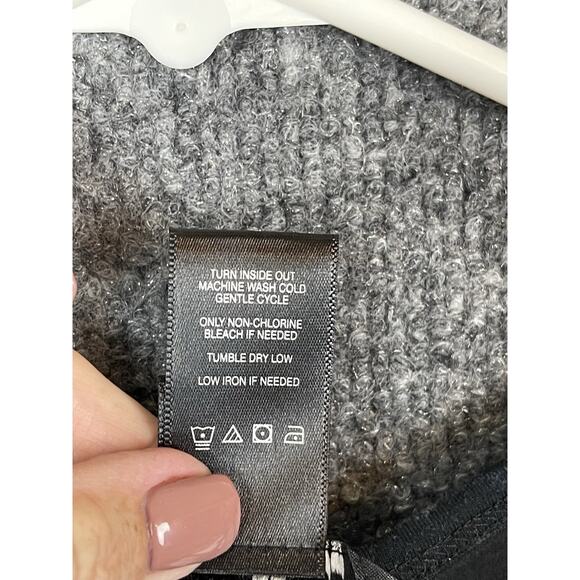 TURN INSIDE OUT
MACHINE WASH COLD
GENTLE CYCLE
ONLY NON-CHLORINE
BLEACH IF NEEDED
TUMBLE DRY LOW
LOW IRON IF NEEDED